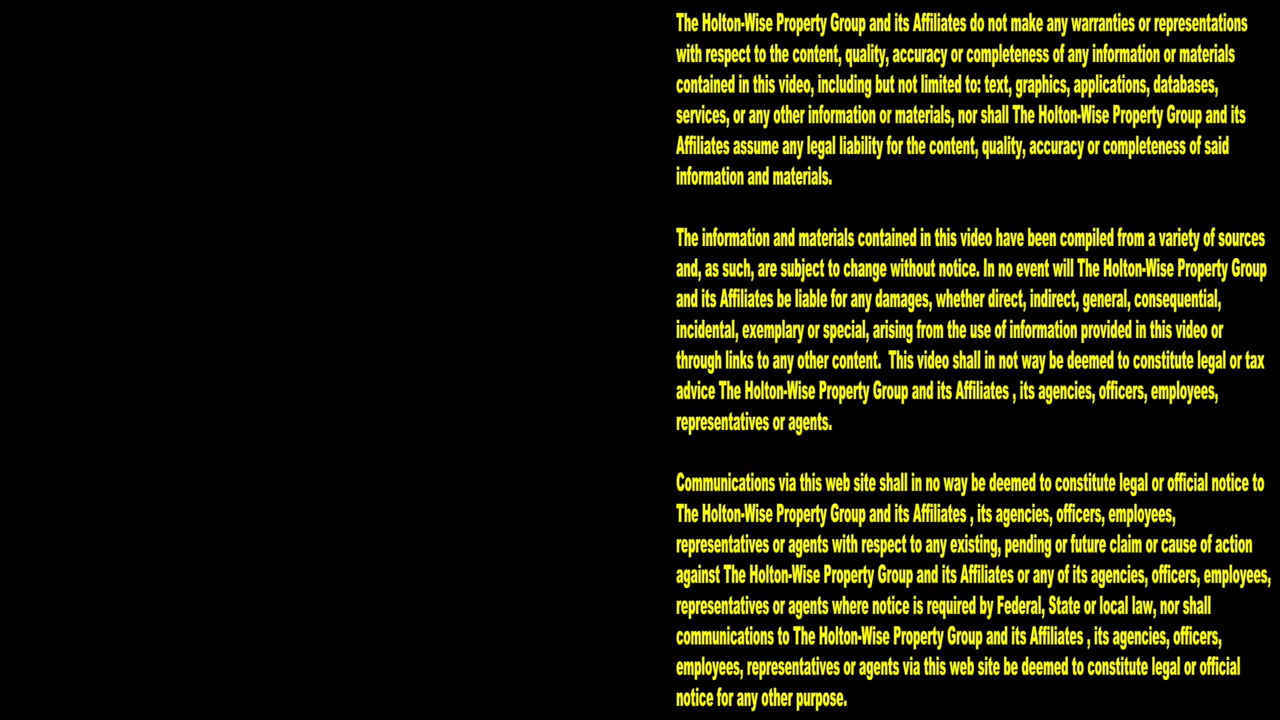 The Holton-Wise Property Group and its Affiliates do not make any warranties or representations
with respect to the content, quality, accuracy or completeness of any information or materials
contained in this video, including but not limited to: text, graphics, applications, databases,
services, or any other information or materials, nor shall The Holton-Wise Property Group and its
Affiliates assume any legal liability for the content, quality, accuracy or completeness of said
information and materials.
The information and materials contained in this video have been compiled from a variety of sources
and, as such, are subject to change without notice. In no event will The Holton-Wise Property Group
and its Affiliates be liable for any damages, whether direct, indirect, general, consequential,
incidental, exemplary or special, arising from the use of information provided in this video or
through links to any other content.  This video shall in not way be deemed to constitute legal or tax
advice The Holton-Wise Property Group and its Affiliates , its agencies, officers, employees,
representatives or agents.
Communications via this web site shall in no way be deemed to constitute legal or official notice to
The Holton-Wise Property Group and its Affiliates , its agencies, officers, employees,
representatives or agents with respect to any existing, pending or future claim or cause of action
against The Holton-Wise Property Group and its Affiliates or any of its agencies, officers, employees,
representatives or agents where notice is required by Federal, State or local law, nor shall
communications to The Holton-Wise Property Group and its Affiliates , its agencies, officers,
employees, representatives or agents via this web site be deemed to constitute legal or official
notice for any other purpose.